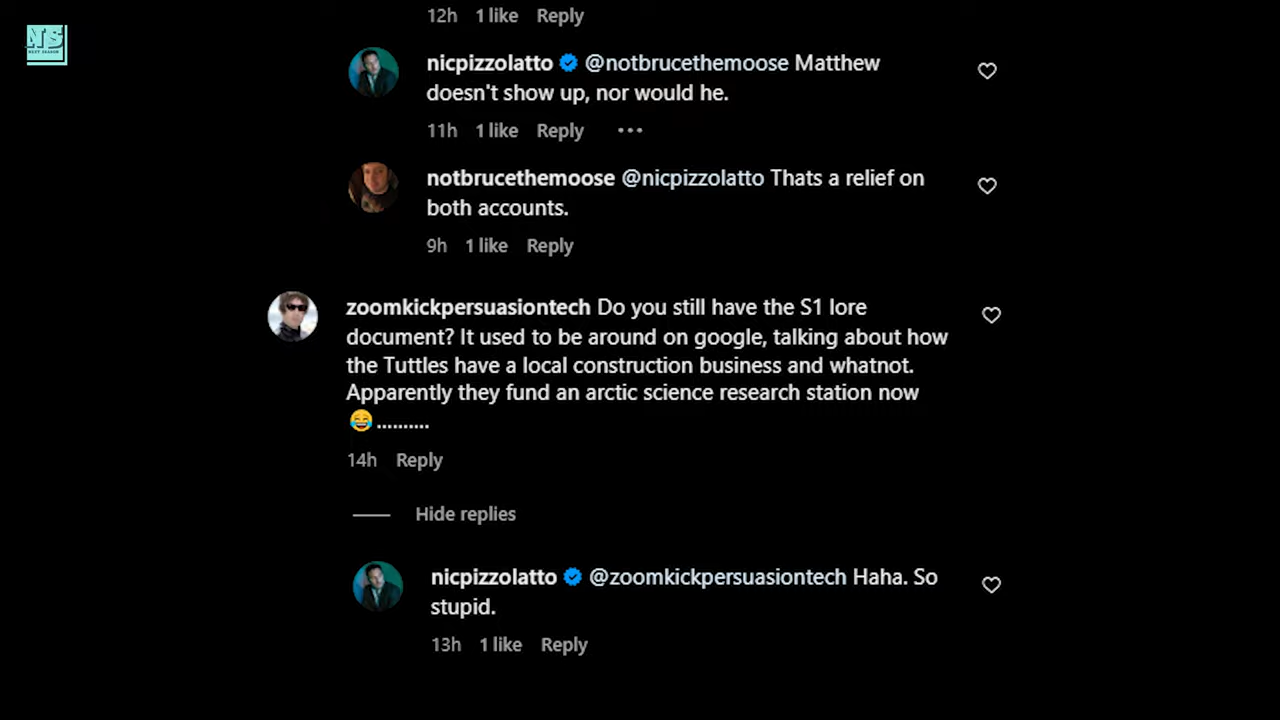 NS
NEXT SEASON
12h 1 like Reply
nicpizzolatto @notbrucethemoose Matthew
doesn't show up, nor would he.
11h 1 like Reply •••
notbrucethemoose @nicpizzolatto Thats a relief on
both accounts.
9h 1 like Reply
zoomkickpersuasiontech Do you still have the S1 lore
document? It used to be around on google, talking about how
the Tuttles have a local construction business and whatnot.
Apparently they fund an arctic science research station now
😂..........
14h Reply
Hide replies
nicpizzolatto @zoomkickpersuasiontech Haha. So
stupid.
13h 1 like Reply